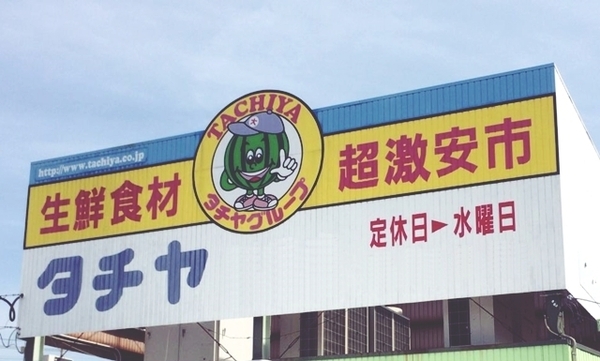 http://www.tachiya.co.jp
生鮮食材
TACHIYA
大
タチヤグループ
超激安市
タチヤ
定休日▶水曜日